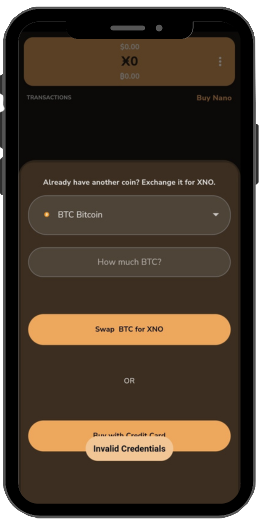 ₿0.00
X0
₿0.00
TRANSACTIONS
Buy Nano
Already have another coin? Exchange it for XNO.
BTC Bitcoin
How much BTC?
Swap BTC for XNO
OR
Buy with Credit Card
Invalid Credentials